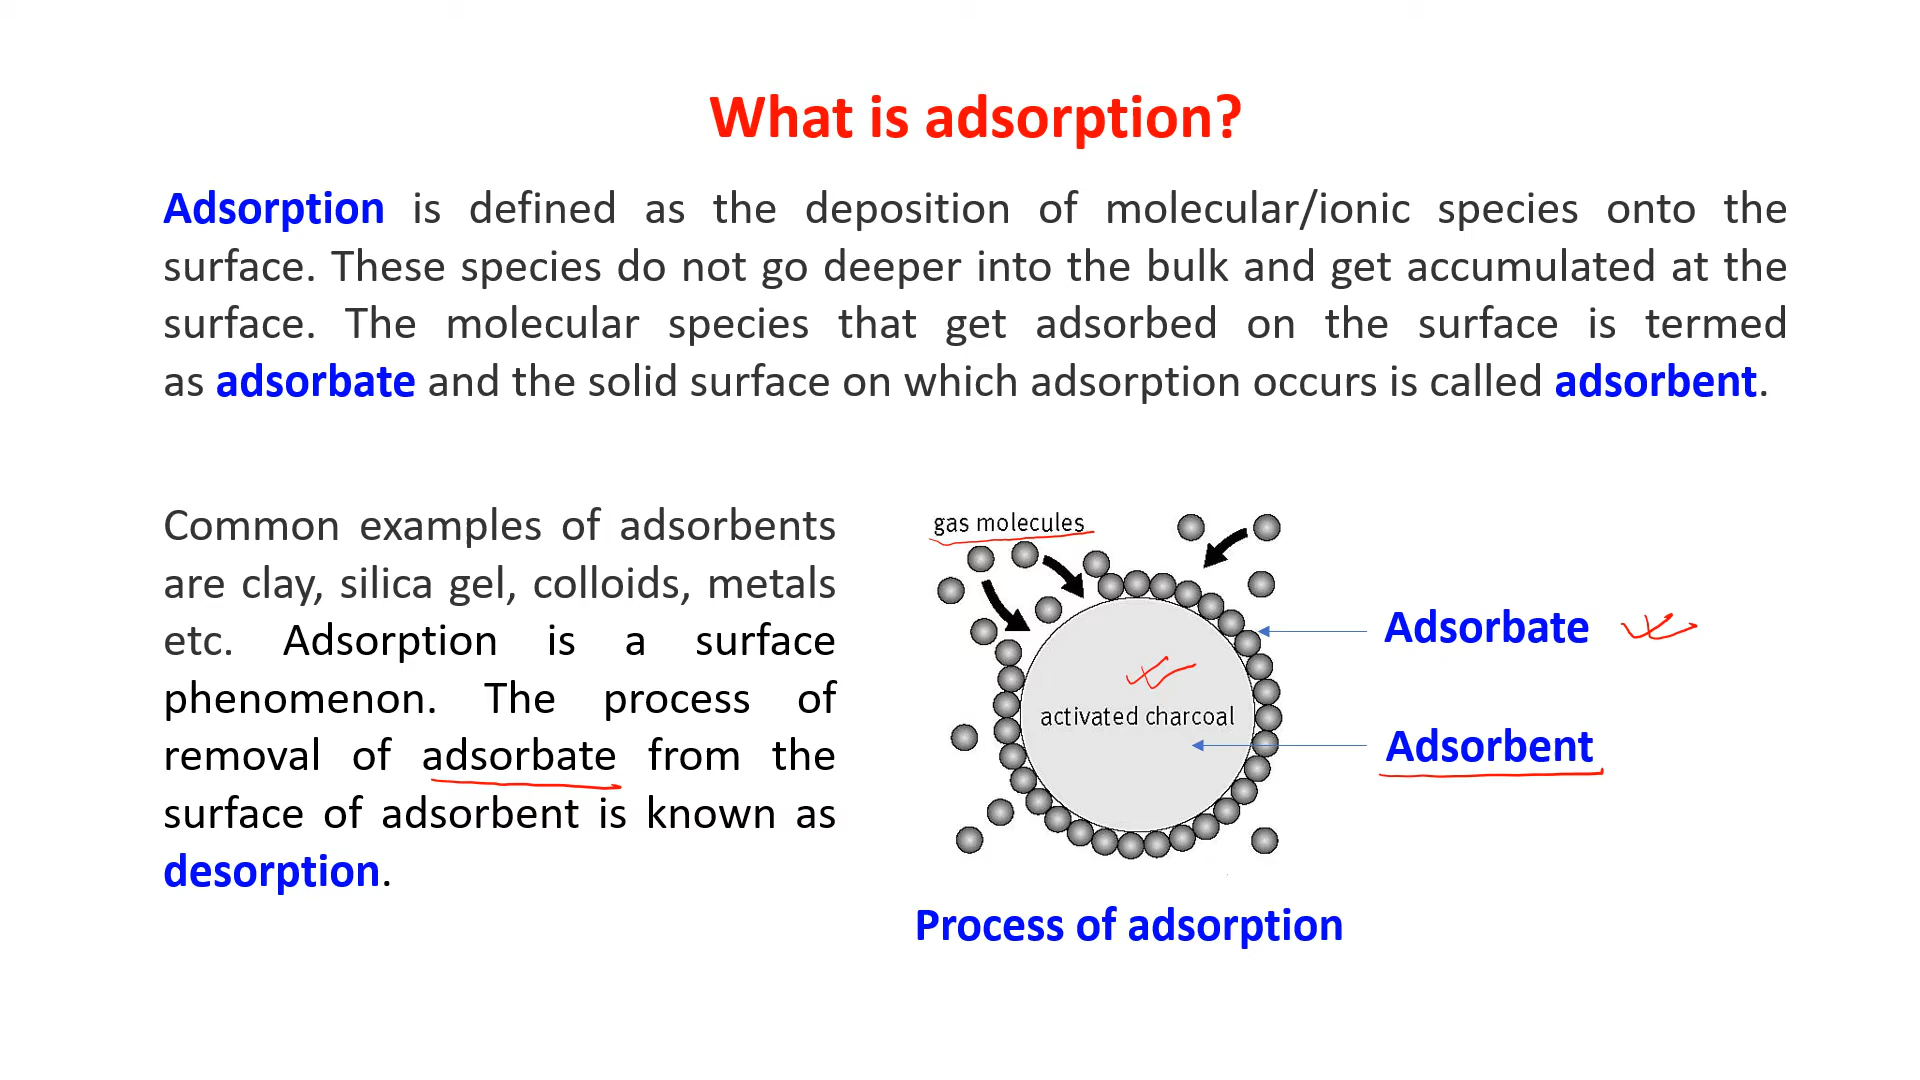 What is adsorption?
Adsorption is defined as the deposition of molecular/ionic species onto the
surface. These species do not go deeper into the bulk and get accumulated at the
surface. The molecular species that get adsorbed on the surface is termed
as adsorbate and the solid surface on which adsorption occurs is called adsorbent.
Common examples of adsorbents
are clay, silica gel, colloids, metals
etc. Adsorption is a surface
phenomenon. The process of
removal of adsorbate from the
surface of adsorbent is known as
desorption.
gas molecules
Adsorbate
activated charcoal
Adsorbent
Process of adsorption